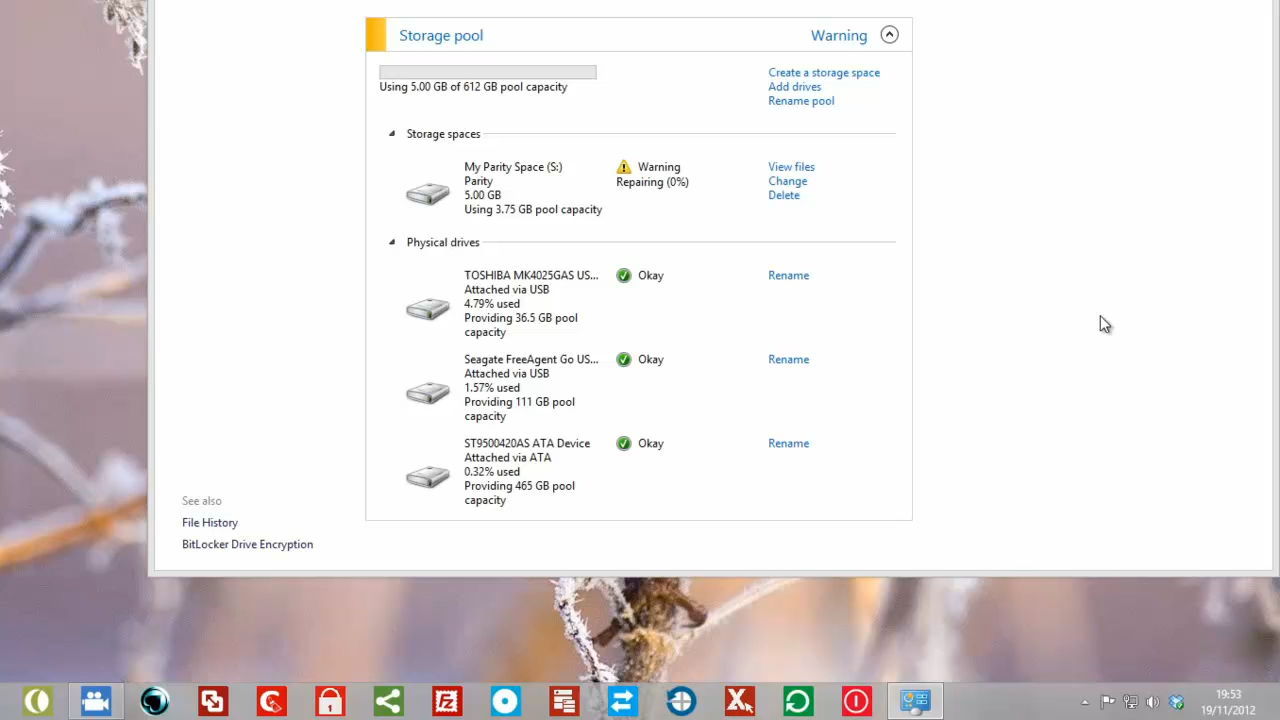 Storage pool
Warning
Using 5.00 GB of 612 GB pool capacity
Create a storage space
Add drives
Rename pool
Storage spaces
My Parity Space (S:)
Parity
5.00 GB
Using 3.75 GB pool capacity
Warning
Repairing (0%)
View files
Change
Delete
Physical drives
TOSHIBA MK4025GAS US...
Attached via USB
4.79% used
Providing 36.5 GB pool
capacity
Okay
Rename
Seagate FreeAgent Go US...
Attached via USB
1.57% used
Providing 111 GB pool
capacity
Okay
Rename
ST9500420AS ATA Device
Attached via ATA
0.32% used
Providing 465 GB pool
capacity
Okay
Rename
See also
File History
BitLocker Drive Encryption
19:53
19/11/2012